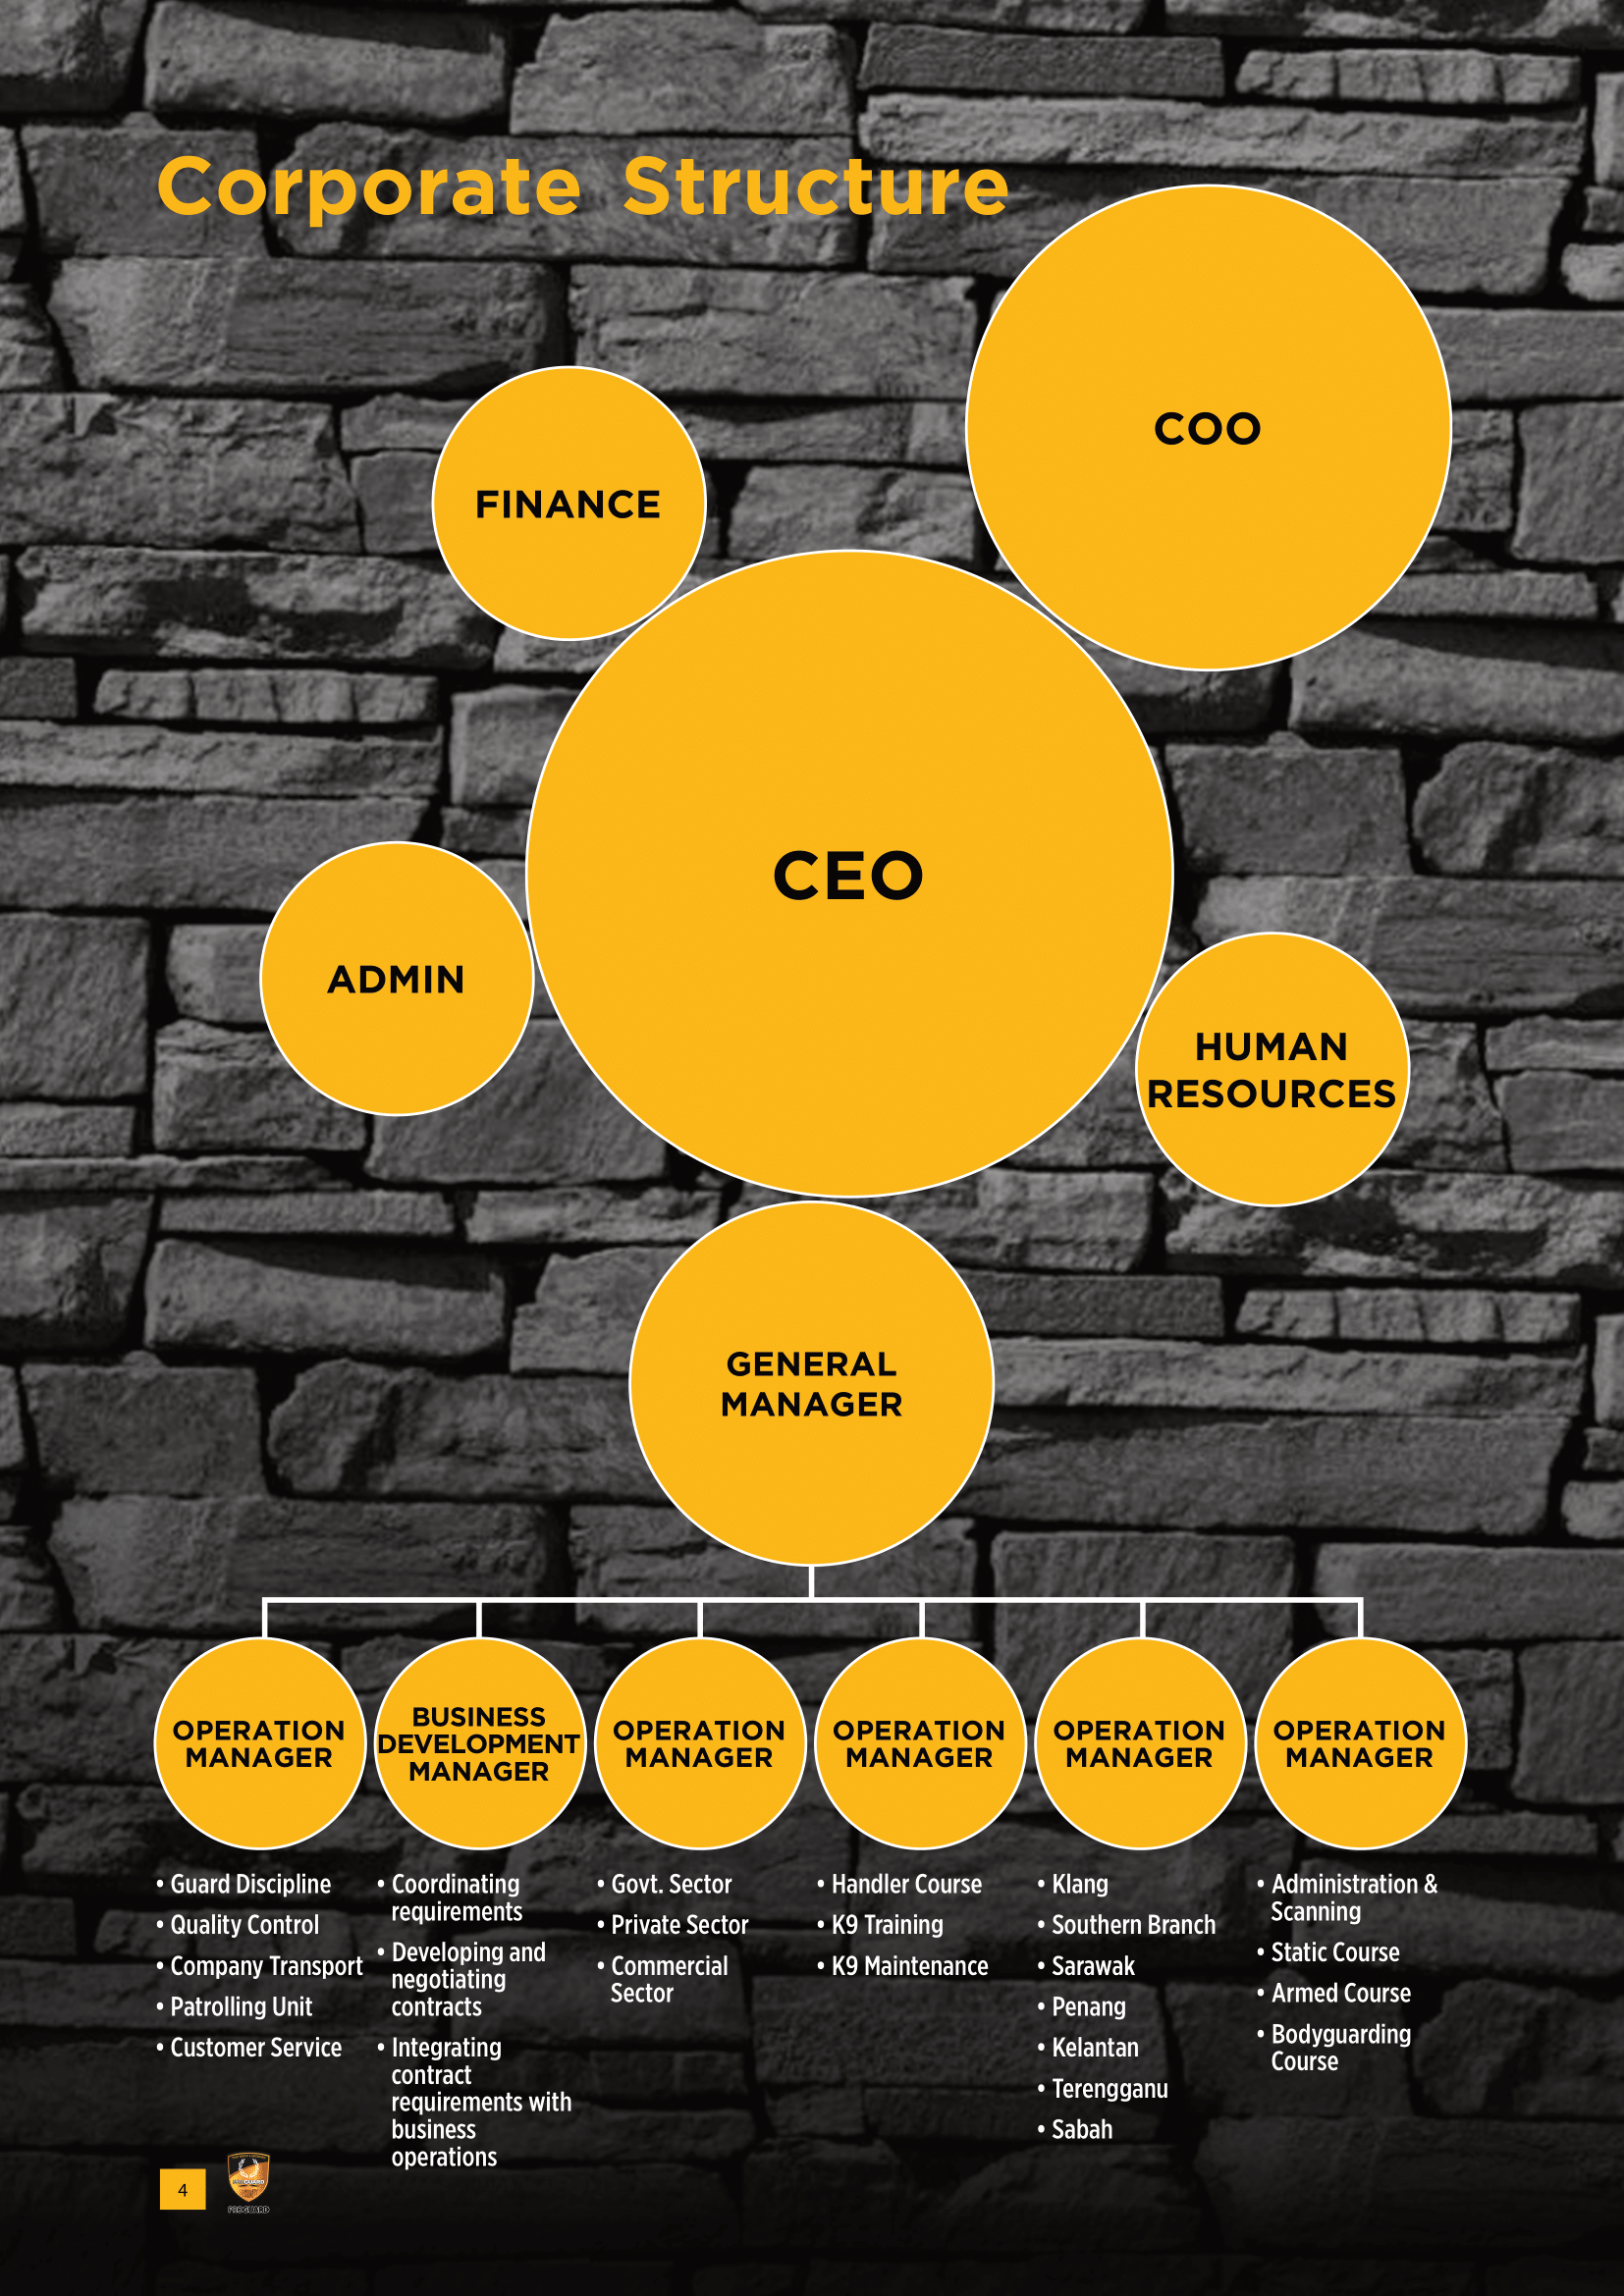 Corporate Structure
COO
FINANCE
CEO
ADMIN
HUMAN
RESOURCES
GENERAL
MANAGER
OPERATION
MANAGER
BUSINESS
DEVELOPMENT
MANAGER
OPERATION
MANAGER
OPERATION
MANAGER
OPERATION
MANAGER
OPERATION
MANAGER
• Guard Discipline
• Quality Control
• Company Transport
• Patrolling Unit
• Customer Service
• Coordinating
requirements
• Developing and
negotiating
contracts
• Integrating
contract
requirements with
business
operations
• Govt. Sector
• Private Sector
• Commercial
Sector
• Handler Course
• K9 Training
• K9 Maintenance
• Klang
• Southern Branch
• Sarawak
• Penang
• Kelantan
• Terengganu
• Sabah
• Administration &
Scanning
• Static Course
• Armed Course
• Bodyguarding
Course
4
PROGUARD